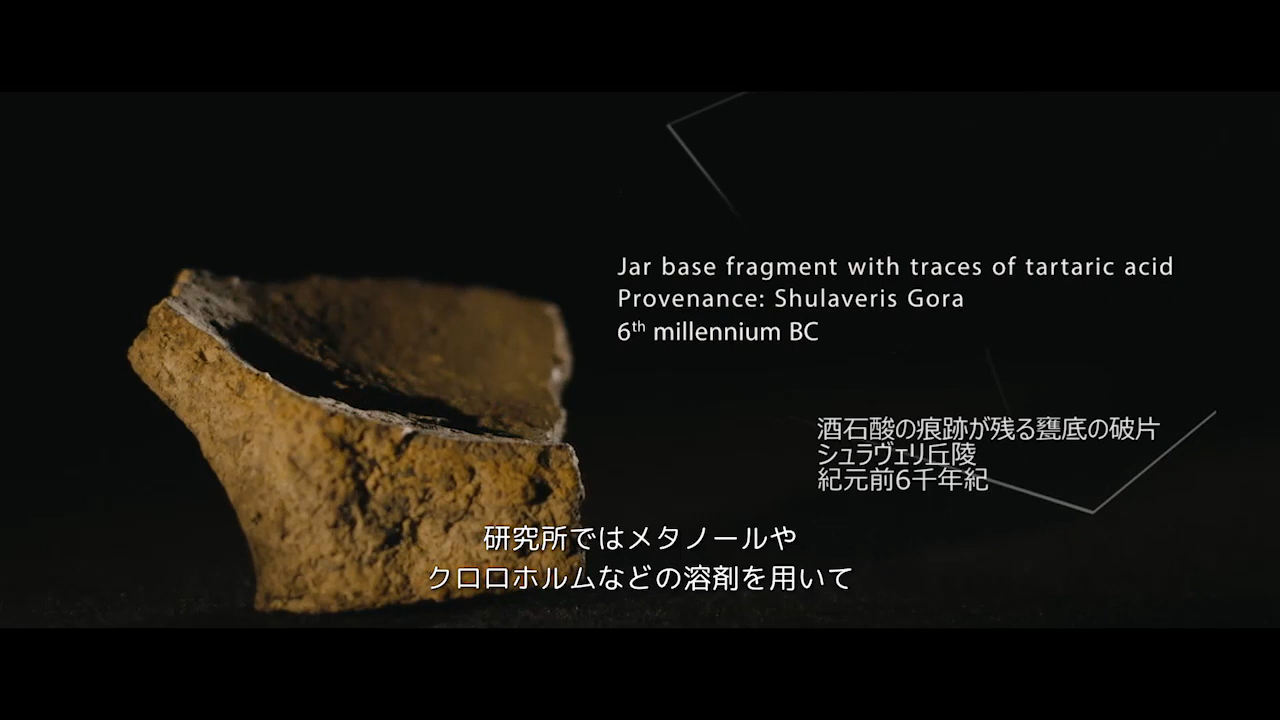 Jar base fragment with traces of tartaric acid
Provenance: Shulaveris Gora
6th millennium BC
酒石酸の痕跡が残る甕底の破片
シュラヴェリ丘陵
紀元前6千年紀
研究所ではメタノールや
クロロホルムなどの溶剤を用いて